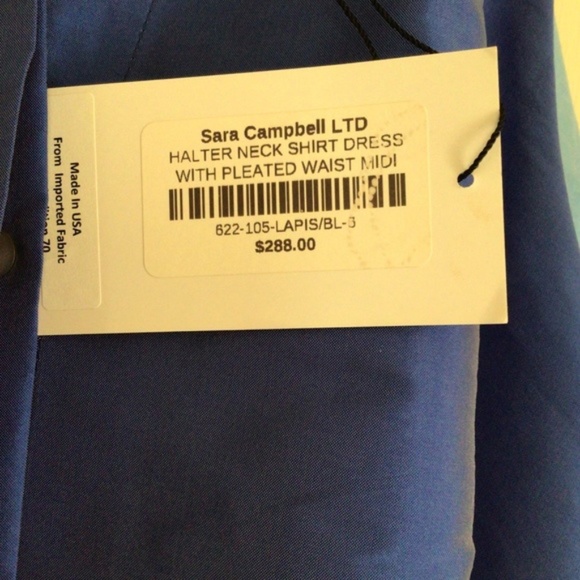 Sara Campbell LTD
HALTER NECK SHIRT DRESS
WITH PLEATED WAIST MIDI
622-105-LAPIS/BL-6
$288.00
Made In USA
From Imported Fabric
70